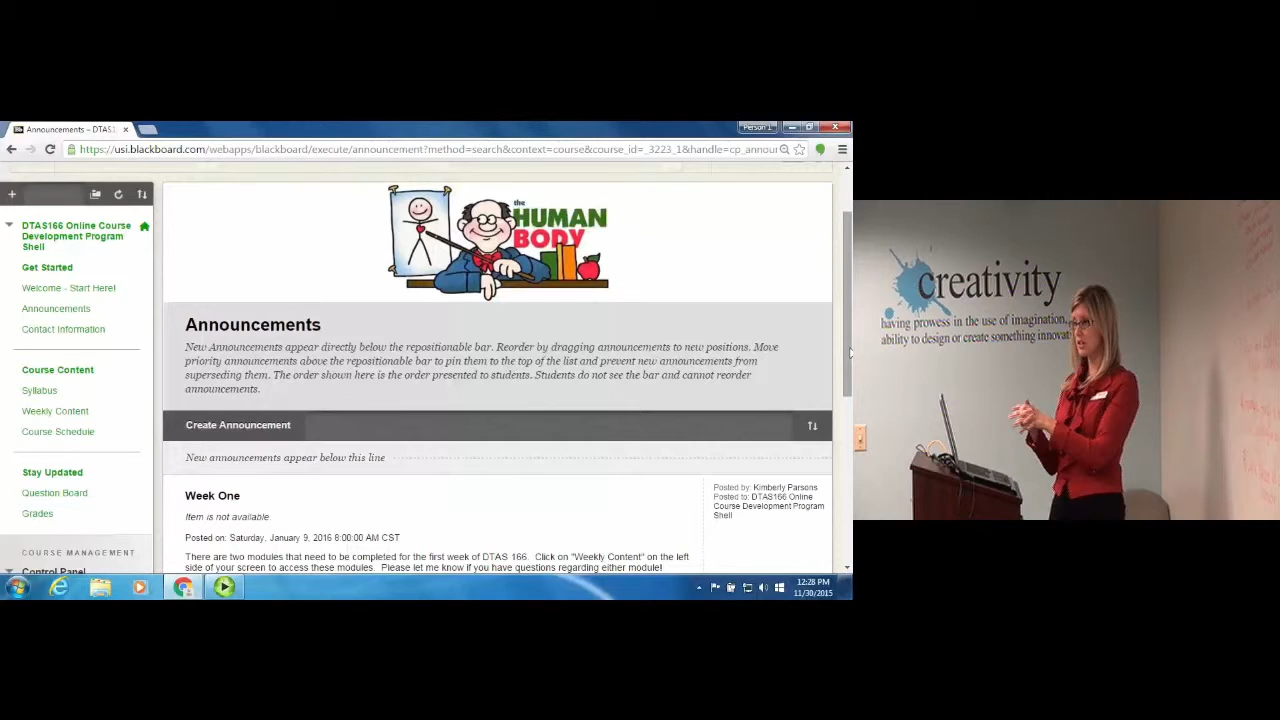 Announcements – DTAS1
Person 1
https://usi.blackboard.com/webapps/blackboard/execute/announcement?method=search&context=course&course_id=_3223_1&handle=cp_announ
DTAS166 Online Course
Development Program
Shell
Get Started
Welcome - Start Here!
Announcements
Contact Information
Course Content
Syllabus
Weekly Content
Course Schedule
Stay Updated
Question Board
Grades
COURSE MANAGEMENT
Control Panel
the
HUMAN
BODY
Announcements
New Announcements appear directly below the repositionable bar. Reorder by dragging announcements to new positions. Move
priority announcements above the repositionable bar to pin them to the top of the list and prevent new announcements from
superseding them. The order shown here is the order presented to students. Students do not see the bar and cannot reorder
announcements.
Create Announcement
New announcements appear below this line
Week One
Item is not available.
Posted on: Saturday, January 9, 2016 8:00:00 AM CST
There are two modules that need to be completed for the first week of DTAS 166. Click on "Weekly Content" on the left
side of your screen to access these modules. Please let me know if you have questions regarding either module!
Posted by: Kimberly Parsons
Posted to: DTAS166 Online
Course Development Program
Shell
12:28 PM
11/30/2015
creativity
having prowess in the use of imagination,
ability to design or create something innovat